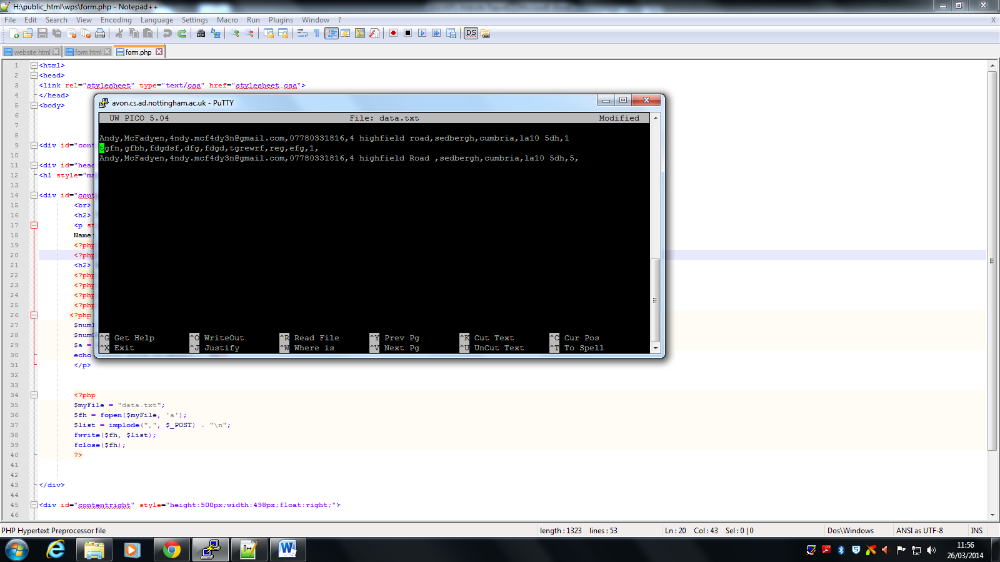 H:\public_html\wps\form.php - Notepad++
File Edit Search View Encoding Language Settings Macro Run Plugins Window ? X
website.html form.html form.php
1 <html>
2 <head>
3 <link rel="stylesheet" type="text/css" href="stylesheet.css">
4 </head>
5 <body>
6
7
8
9 <div id="cont
10
11 <div id="head
12 <h1 style="ma
13
14 <div id="cont
15 <br>
16 <h2>
17 <p st
18 Name:
19 <?php
20 <?php
21 <h2>
22 <?php
23 <?php
24 <?php
25 <?php
26 <?php
27 $num1
28 $numC
29 $a =
30 echo
31 </p>
32
33
34 <?php
35 $myFile = "data.txt";
36 $fh = fopen($myFile, 'a');
37 $list = implode(",", $_POST) . "\n";
38 fwrite($fh, $list);
39 fclose($fh);
40 ?>
41
42
43 </div>
44
45 <div id="contentright" style="height:500px;width:498px;float:right;">
46
avon.cs.ad.nottingham.ac.uk - PuTTY
UW PICO 5.04 File: data.txt Modified
Andy,McFadyen,4ndy.mcf4dy3n@gmail.com,07780331816,4 highfield road,sedbergh,cumbria,la10 5dh,1
tgfn,gfbh,fdgdsf,dfg,fdgd,tgrewrf,reg,efg,1,
Andy,McFadyen,4ndy.mcf4dy3n@gmail.com,07780331816,4 highfield Road ,sedbergh,cumbria,la10 5dh,5,
^G Get Help ^O WriteOut ^R Read File ^Y Prev Pg ^K Cut Text ^C Cur Pos
^X Exit ^J Justify ^W Where is ^V Next Pg ^U UnCut Text ^T To Spell
PHP Hypertext Preprocessor file length : 1323 lines : 53 Ln : 20 Col : 43 Sel : 0 | 0 Dos\Windows ANSI as UTF-8 INS
11:56
26/03/2014